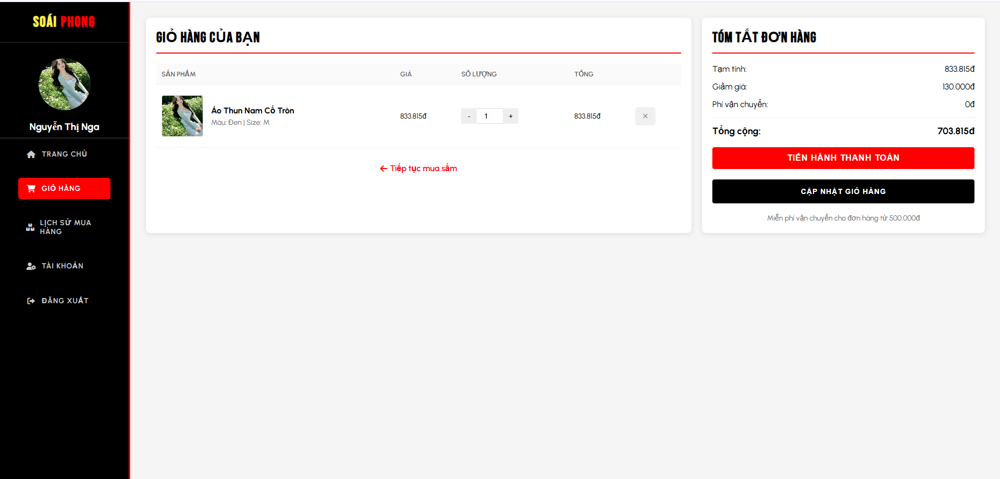 SOÁI PHONG
Nguyễn Thị Nga
TRANG CHỦ
GIỎ HÀNG
LỊCH SỬ MUA
HÀNG
TÀI KHOẢN
ĐĂNG XUẤT
GIỎ HÀNG CỦA BẠN
SẢN PHẨM GIÁ SỐ LƯỢNG TỔNG
Áo Thun Nam Cổ Tròn
Màu: Đen | Size: M
833.815đ - 1 + 833.815đ ×
← Tiếp tục mua sắm
TÓM TẮT ĐƠN HÀNG
Tạm tính: 833.815đ
Giảm giá: 130.000đ
Phí vận chuyển: 0đ
Tổng cộng: 703.815đ
TIẾN HÀNH THANH TOÁN
CẬP NHẬT GIỎ HÀNG
Miễn phí vận chuyển cho đơn hàng từ 500.000đ